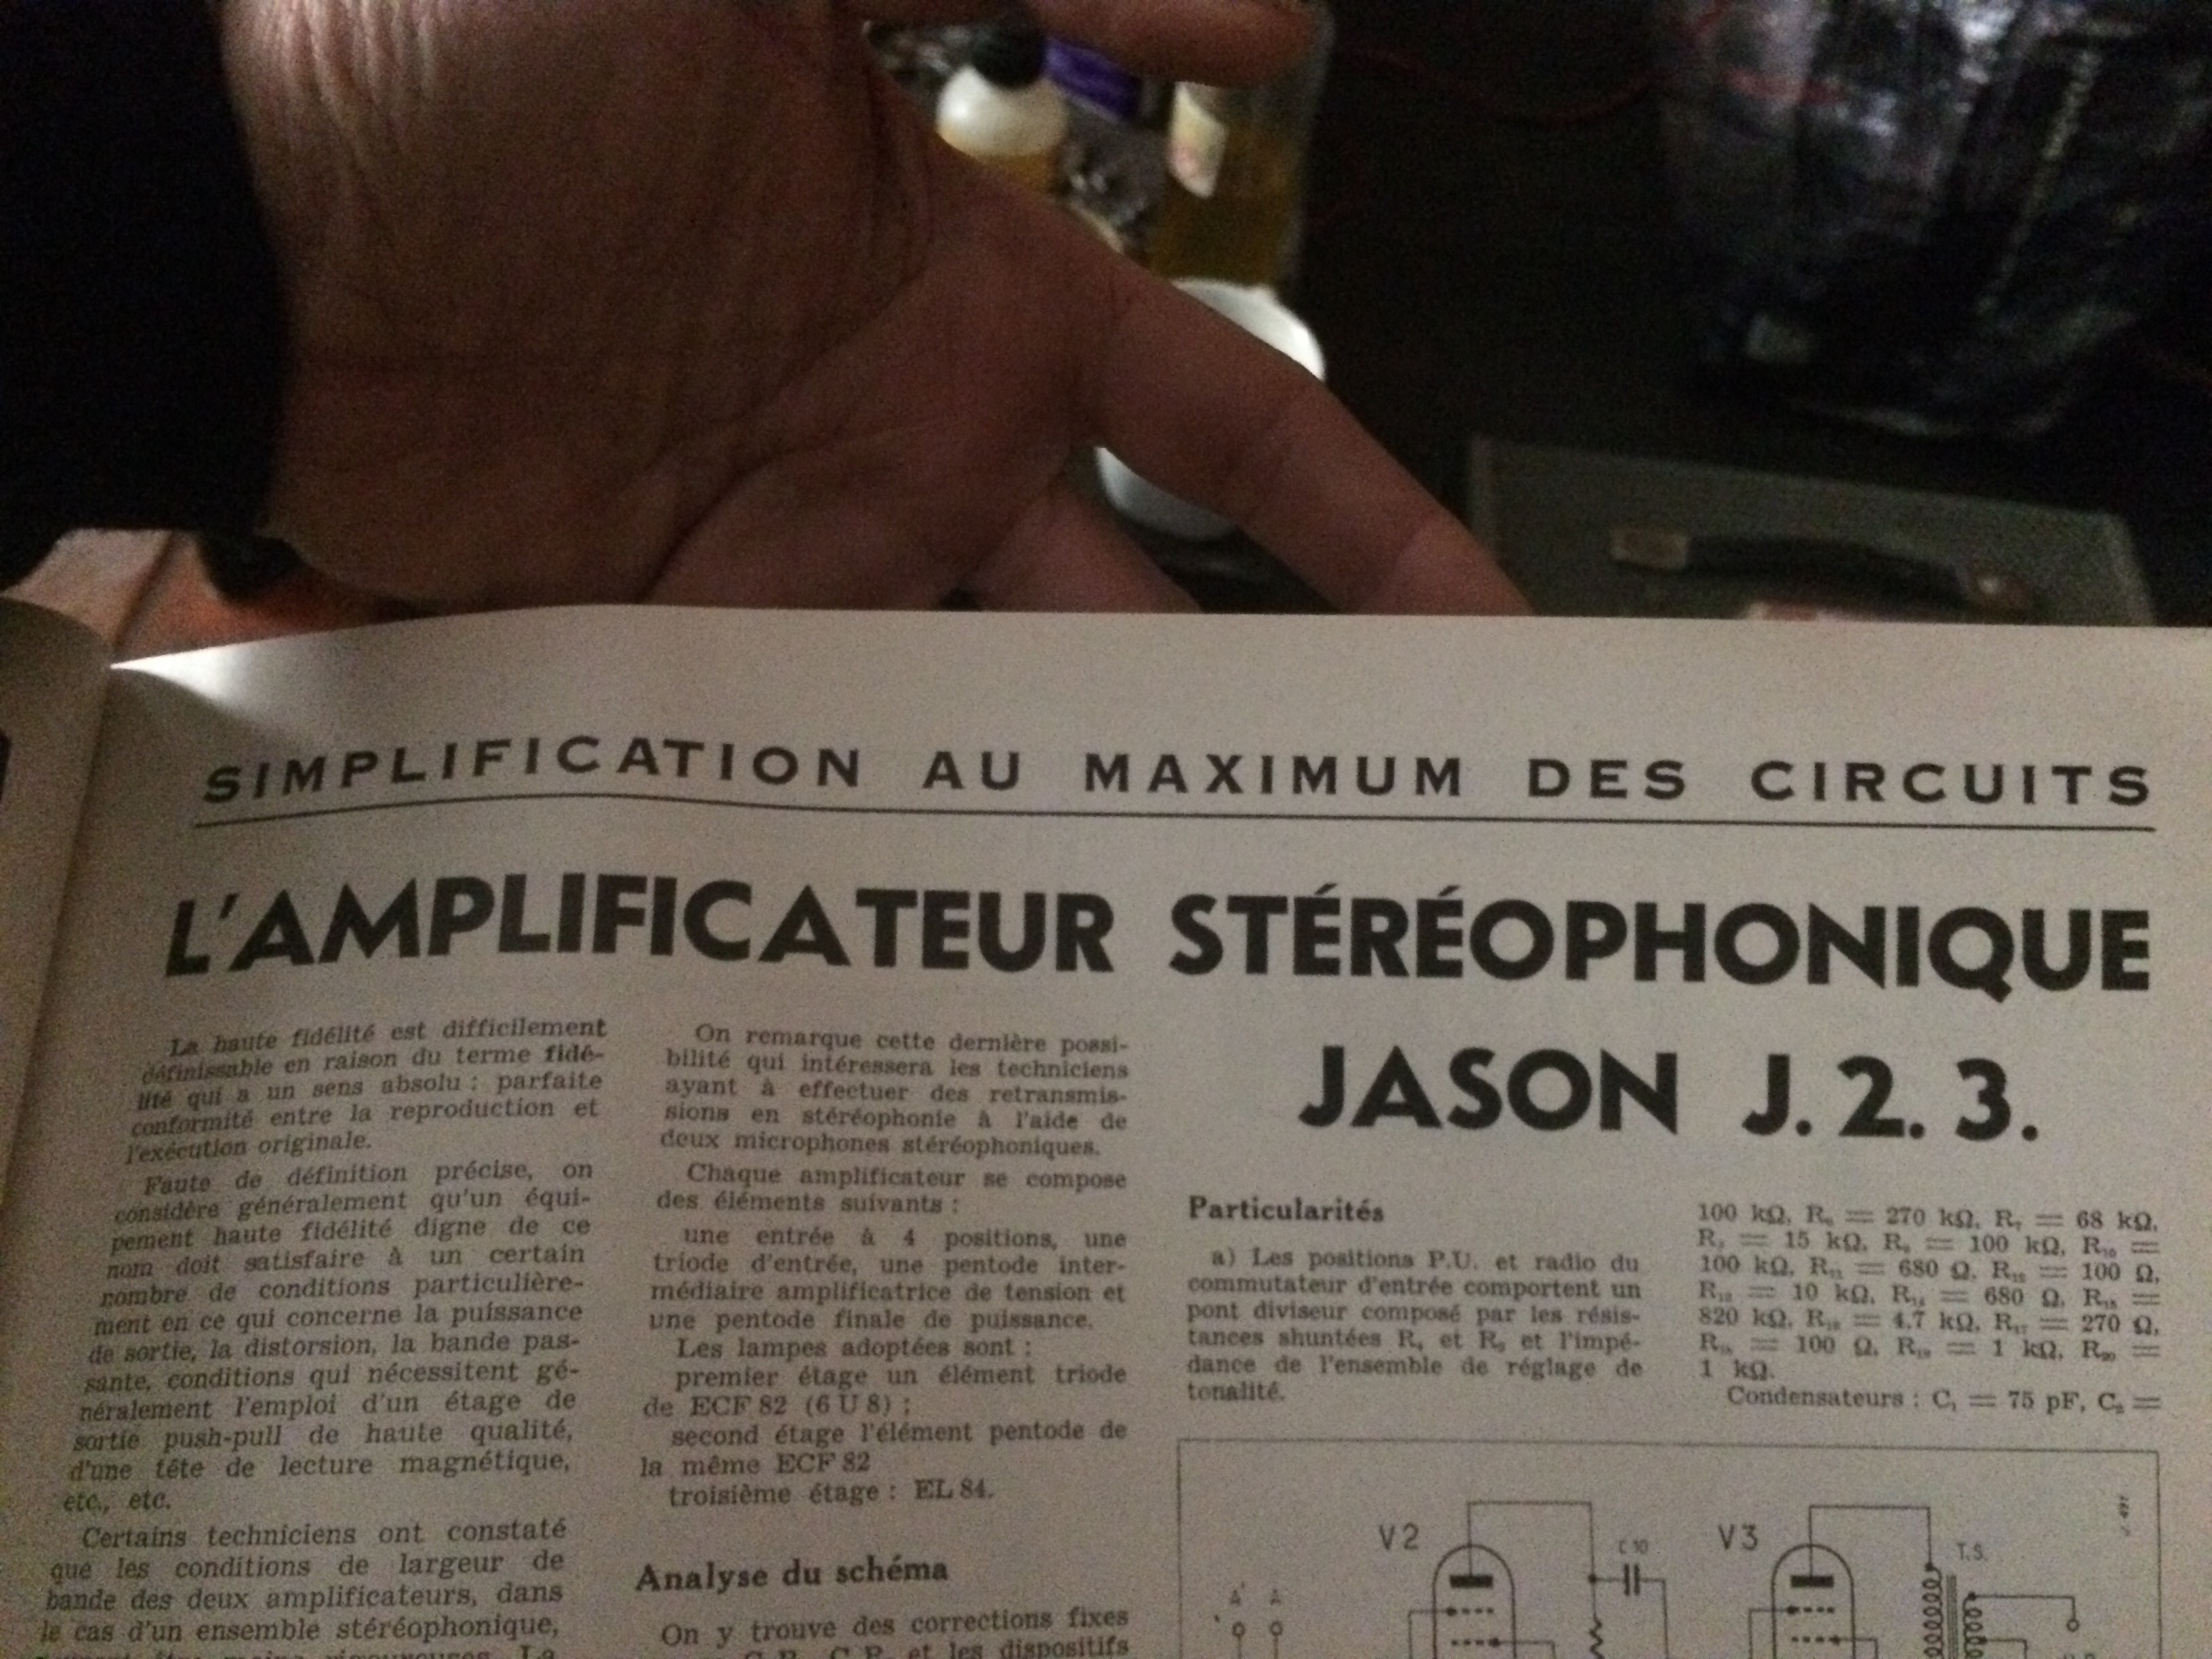 SIMPLIFICATION AU MAXIMUM DES CIRCUITS
L'AMPLIFICATEUR STÉRÉOPHONIQUE
JASON J. 2. 3.
La haute fidélité est difficilement
définissable en raison du terme fidé-
lité qui a un sens absolu : parfaite
conformité entre la reproduction et
l'exécution originale.
Faute de définition précise, on
considère généralement qu'un équi-
pement haute fidélité digne de ce
nom doit satisfaire à un certain
nombre de conditions particulière-
ment en ce qui concerne la puissance
de sortie, la distorsion, la bande pas-
sante, conditions qui nécessitent gé-
néralement l'emploi d'un étage de
sortie push-pull de haute qualité,
d'une tête de lecture magnétique,
etc., etc.
Certains techniciens ont constaté
que les conditions de largeur de
bande des deux amplificateurs, dans
le cas d'un ensemble stéréophonique,
On remarque cette dernière possi-
bilité qui intéressera les techniciens
ayant à effectuer des retransmis-
sions en stéréophonie à l'aide de
deux microphones stéréophoniques.
Chaque amplificateur se compose
des éléments suivants :
une entrée à 4 positions, une
triode d'entrée, une pentode inter-
médiaire amplificatrice de tension et
une pentode finale de puissance.
Les lampes adoptées sont :
premier étage un élément triode
de ECF 82 (6 U 8) ;
second étage l'élément pentode de
la même ECF 82
troisième étage : EL 84.
Analyse du schéma
On y trouve des corrections fixes
et les dispositifs
Particularités
a) Les positions P.U. et radio du
commutateur d'entrée comportent un
pont diviseur composé par les résis-
tances shuntées R₁ et R₂ et l'impé-
dance de l'ensemble de réglage de
tonalité.
100 kΩ, R₆ = 270 kΩ, R₇ = 68 kΩ,
R₈ = 15 kΩ, R₉ = 100 kΩ, R₁₀ =
100 kΩ, R₁₁ = 680 Ω, R₁₂ = 100 Ω,
R₁₃ = 10 kΩ, R₁₄ = 680 Ω, R₁₅ =
820 kΩ, R₁₆ = 4,7 kΩ, R₁₇ = 270 Ω,
R₁₈ = 100 Ω, R₁₉ = 1 kΩ, R₂₀ =
1 kΩ.
Condensateurs : C₁ = 75 pF, C₂ =
V2
C10
V3
T.S.
A' A